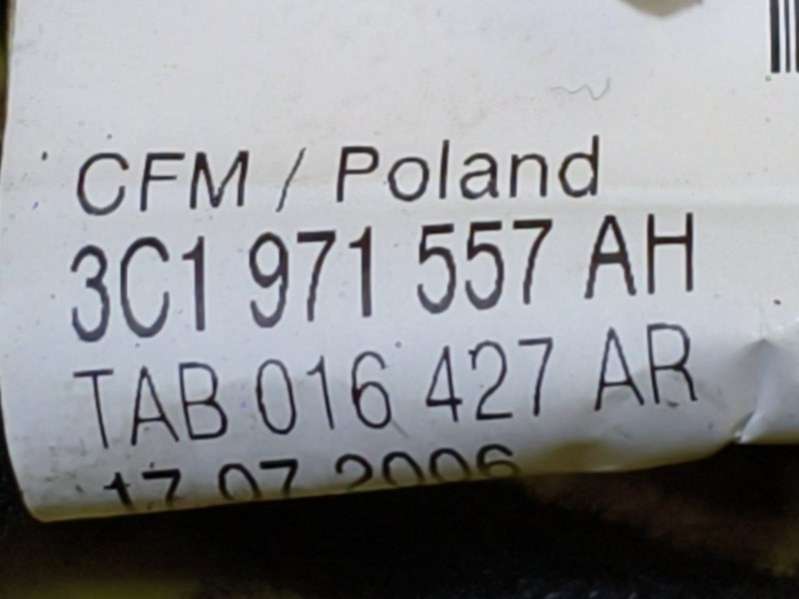 CFM / Poland
3C1 971 557 AH
TAB 016 427 AR
17.07.2006